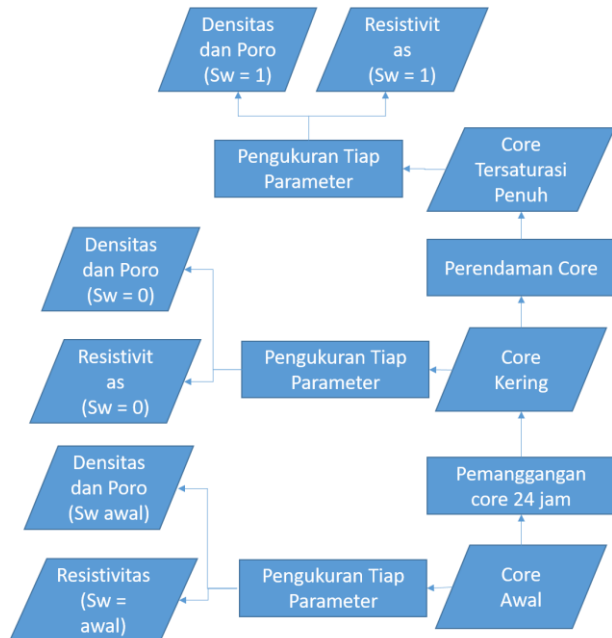 Densitas
dan Poro
(Sw = 1)
Resistivit
as
(Sw = 1)
Pengukuran Tiap
Parameter
Core
Tersaturasi
Penuh
Densitas
dan Poro
(Sw = 0)
Perendaman Core
Resistivit
as
(Sw = 0)
Pengukuran Tiap
Parameter
Core
Kering
Densitas
dan Poro
(Sw awal)
Pemanggangan
core 24 jam
Resistivitas
(Sw =
awal)
Pengukuran Tiap
Parameter
Core
Awal